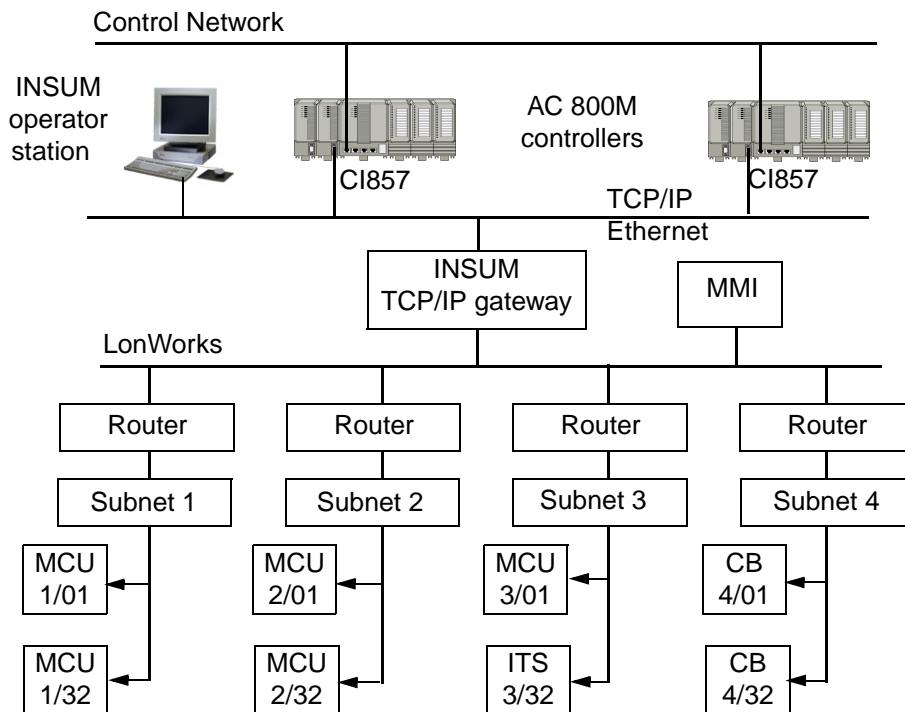 Control Network
INSUM
operator
station
AC 800M
controllers
CI857
CI857
TCP/IP
Ethernet
INSUM
TCP/IP gateway
MMI
LonWorks
Router
Router
Router
Router
Subnet 1
Subnet 2
Subnet 3
Subnet 4
MCU
1/01
MCU
2/01
MCU
3/01
CB
4/01
MCU
1/32
MCU
2/32
ITS
3/32
CB
4/32